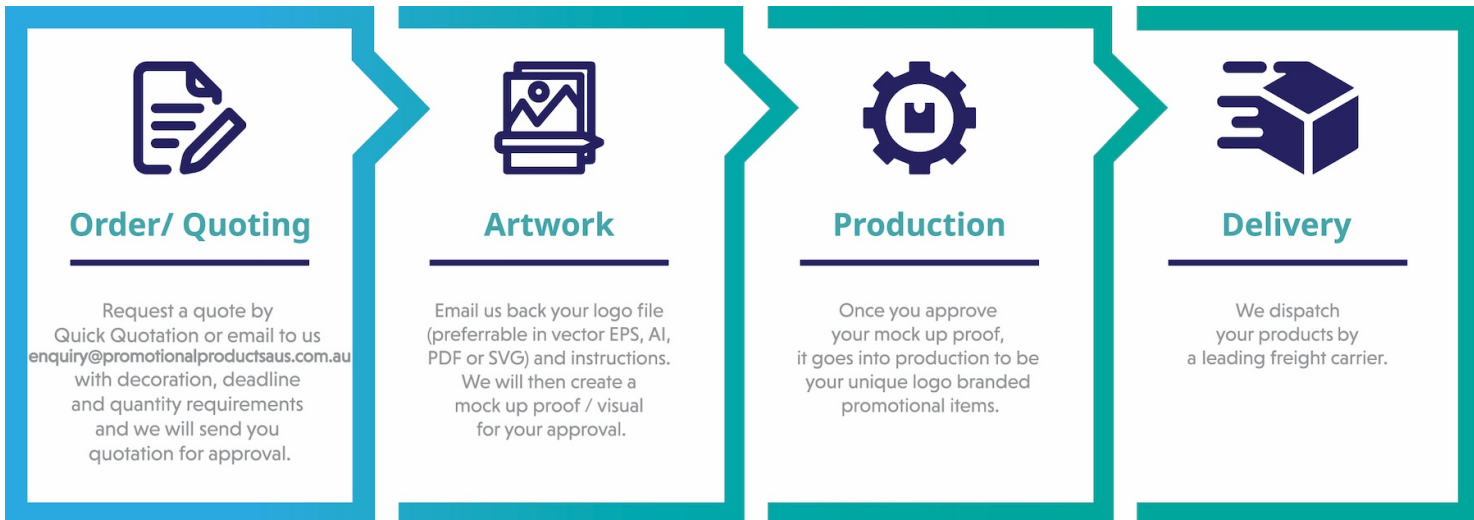 Order/ Quoting
Request a quote by
Quick Quotation or email to us
enquiry@promotionalproductsaus.com.au
with decoration, deadline
and quantity requirements
and we will send you
quotation for approval.
Artwork
Email us back your logo file
(preferrable in vector EPS, AI,
PDF or SVG) and instructions.
We will then create a
mock up proof / visual
for your approval.
Production
Once you approve
your mock up proof,
it goes into production to be
your unique logo branded
promotional items.
Delivery
We dispatch
your products by
a leading freight carrier.